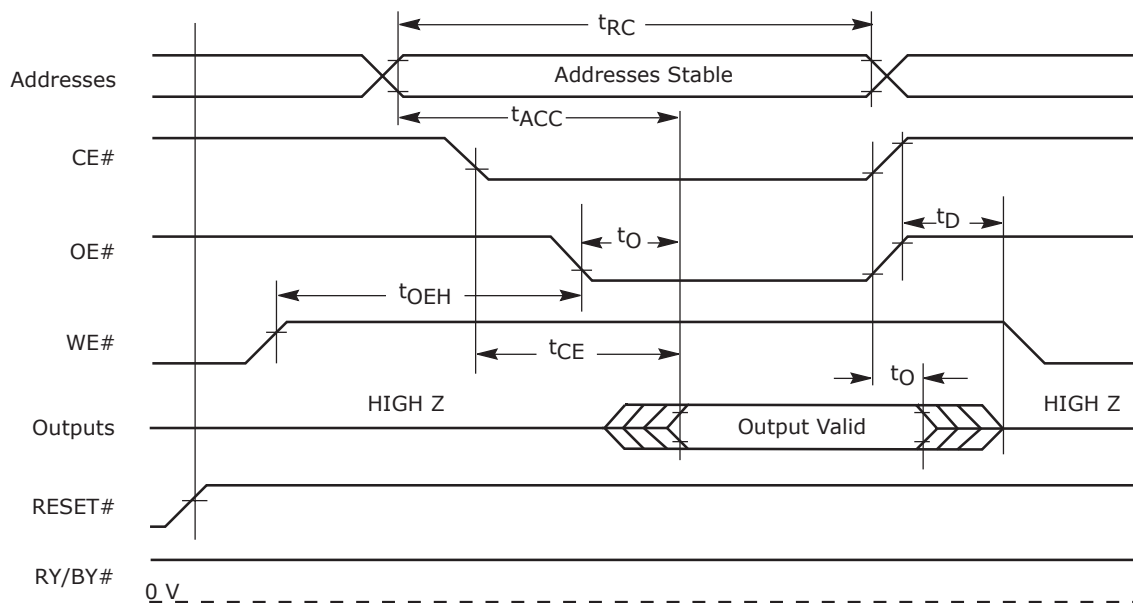 tRC
Addresses
Addresses Stable
tACC
CE#
OE#
tO
tD
tOEH
WE#
tCE
tO
HIGH Z
HIGH Z
Outputs
Output Valid
RESET#
RY/BY#
0 V